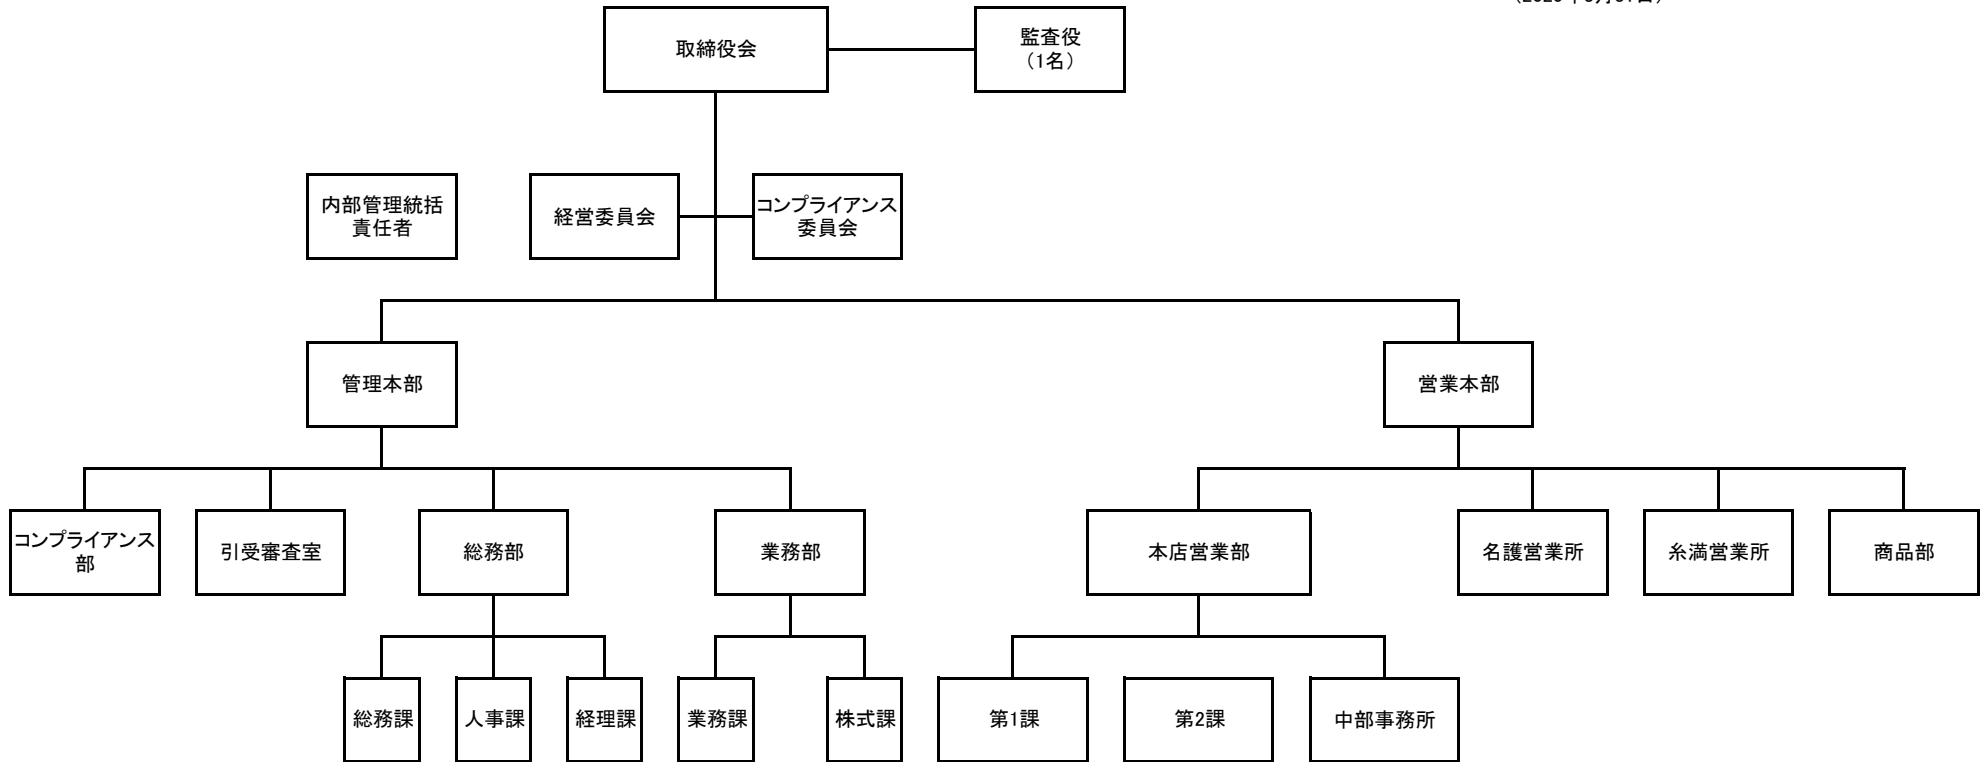 取締役会
監査役
（1名）
内部管理統括
責任者
経営委員会
コンプライアンス
委員会
管理本部
営業本部
コンプライアンス
部
引受審査室
総務部
業務部
本店営業部
名護営業所
糸満営業所
商品部
総務課
人事課
経理課
業務課
株式課
第1課
第2課
中部事務所